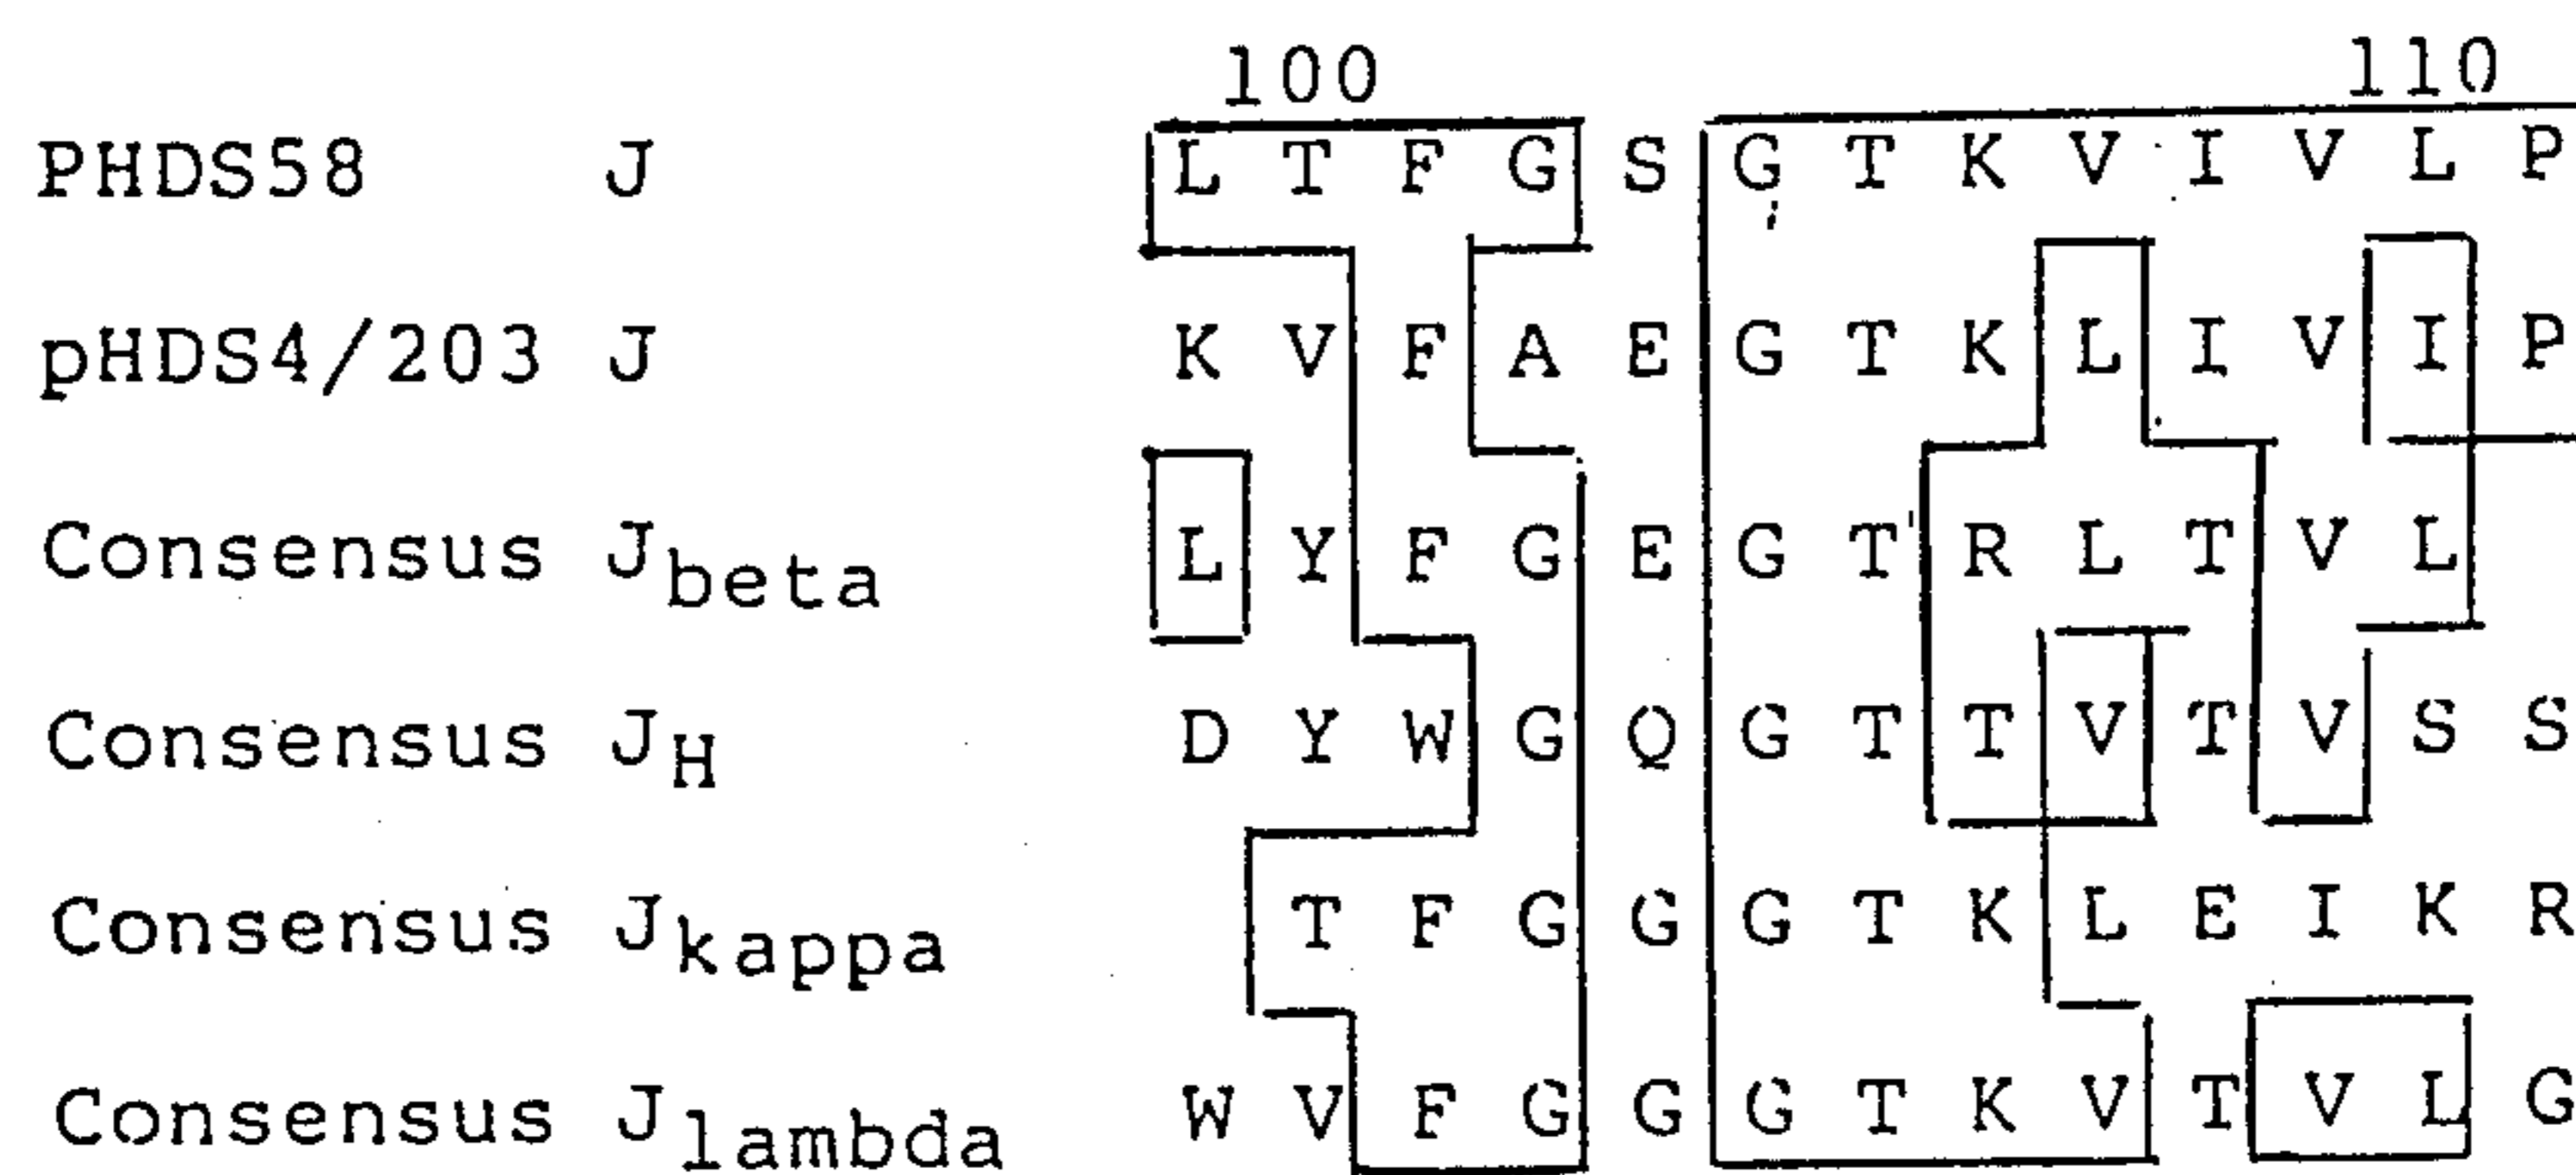 100 110
PHDS58 J L T F G S G T K V I V L P
pHDS4/203 J K V F A E G T K L I V I P
Consensus Jbeta L Y F G E G T R L T V L
Consensus JH D Y W G Q G T T V T V S S
Consensus Jkappa T F G G G T K L E I K R
Consensus Jlambda W V F G G G T K V T V L G